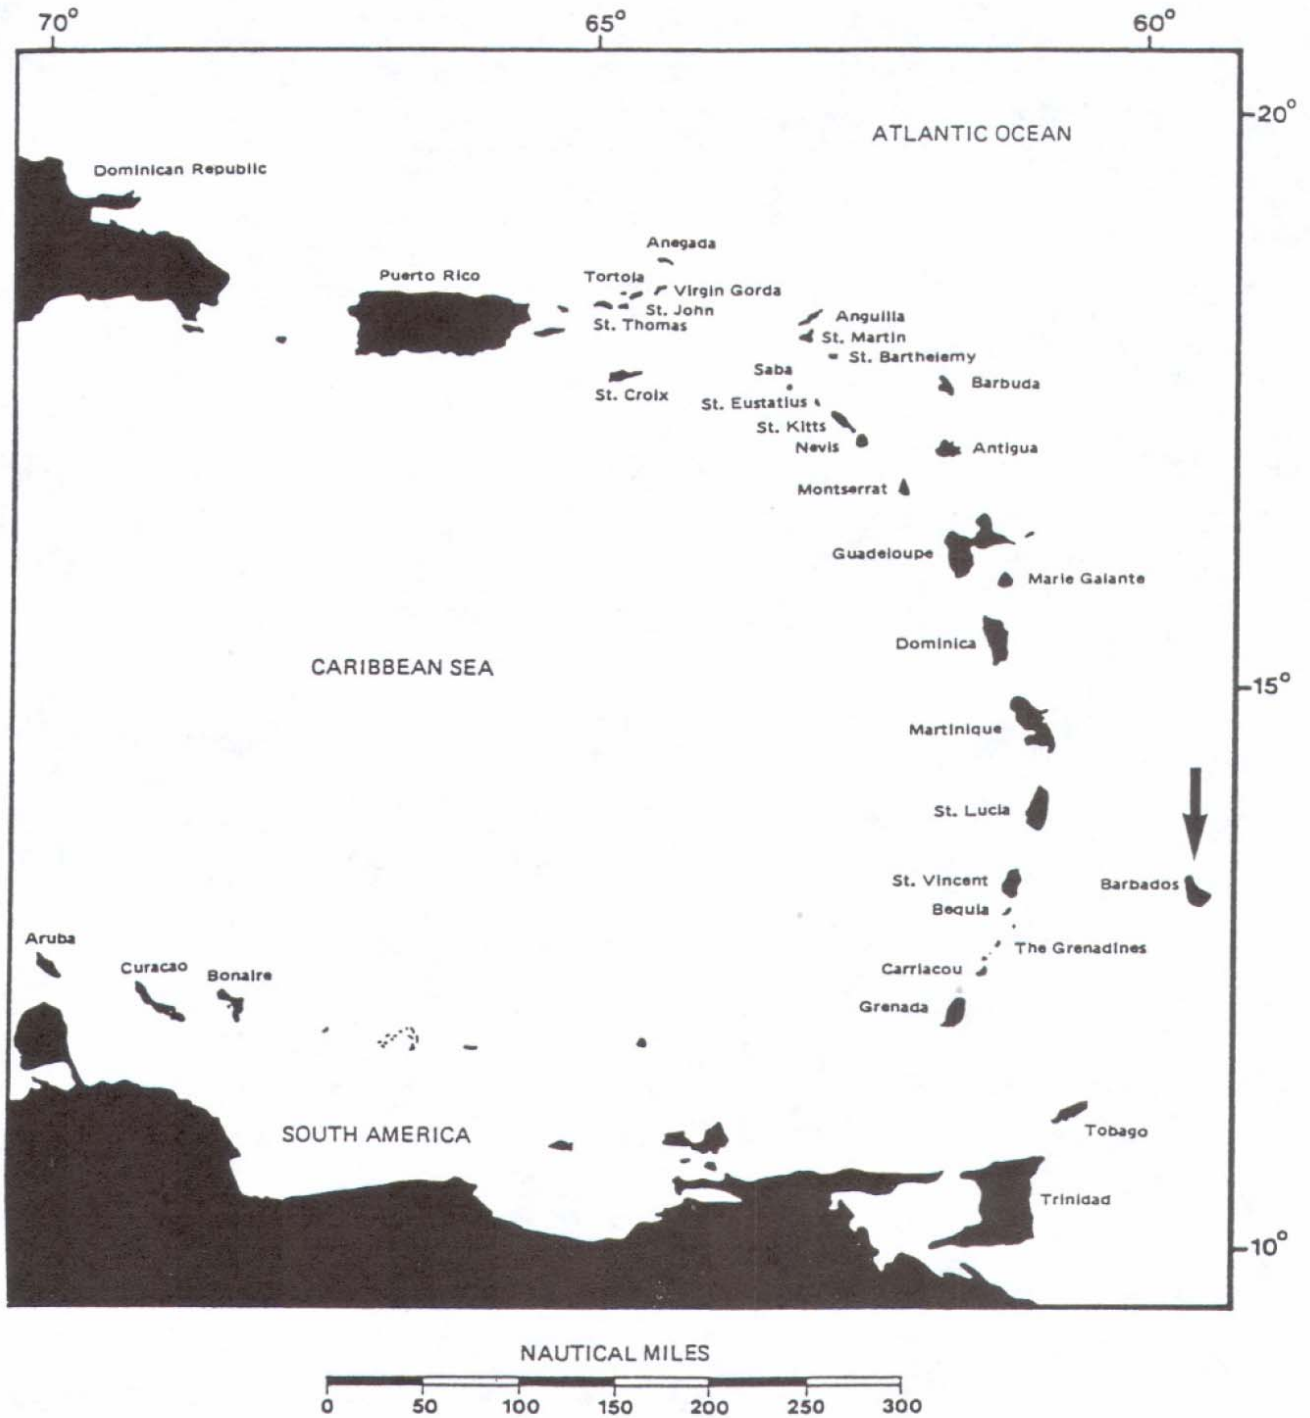 70°
65°
60°
20°
ATLANTIC OCEAN
Dominican Republic
Anegada
Puerto Rico
Tortola
Virgin Gorda
St. John
St. Thomas
Anguilla
St. Martin
St. Barthelemy
Saba
Barbuda
St. Croix
St. Eustatius
St. Kitts
Nevis
Antigua
Montserrat
Guadeloupe
Marie Galante
Dominica
CARIBBEAN SEA
15°
Martinique
St. Lucia
St. Vincent
Barbados
Bequia
Aruba
The Grenadines
Curacao
Bonaire
Carriacou
Grenada
SOUTH AMERICA
Tobago
Trinidad
10°
NAUTICAL MILES
0 50 100 150 200 250 300